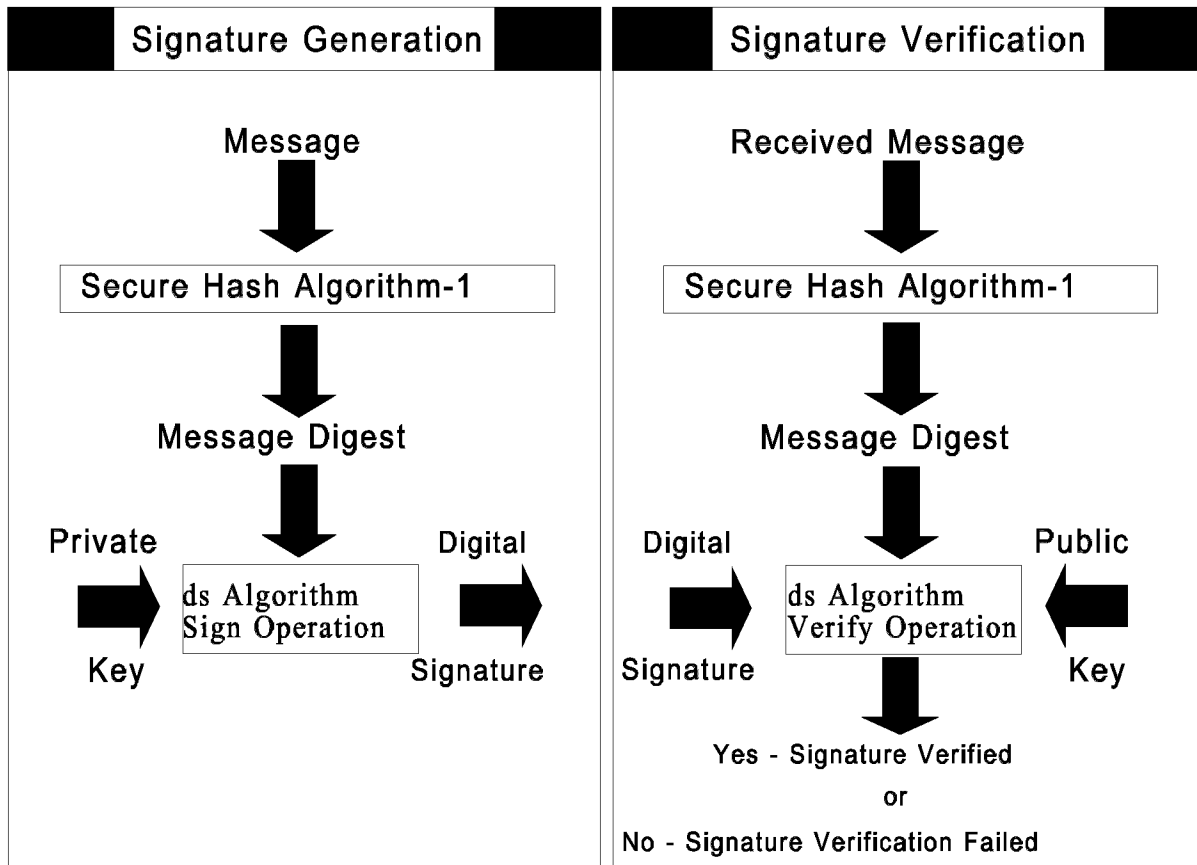 Signature Generation
Message
Secure Hash Algorithm-1
Message Digest
Private
Key
ds Algorithm
Sign Operation
Digital
Signature
Signature Verification
Received Message
Secure Hash Algorithm-1
Message Digest
Digital
Signature
ds Algorithm
Verify Operation
Public
Key
Yes - Signature Verified
or
No - Signature Verification Failed